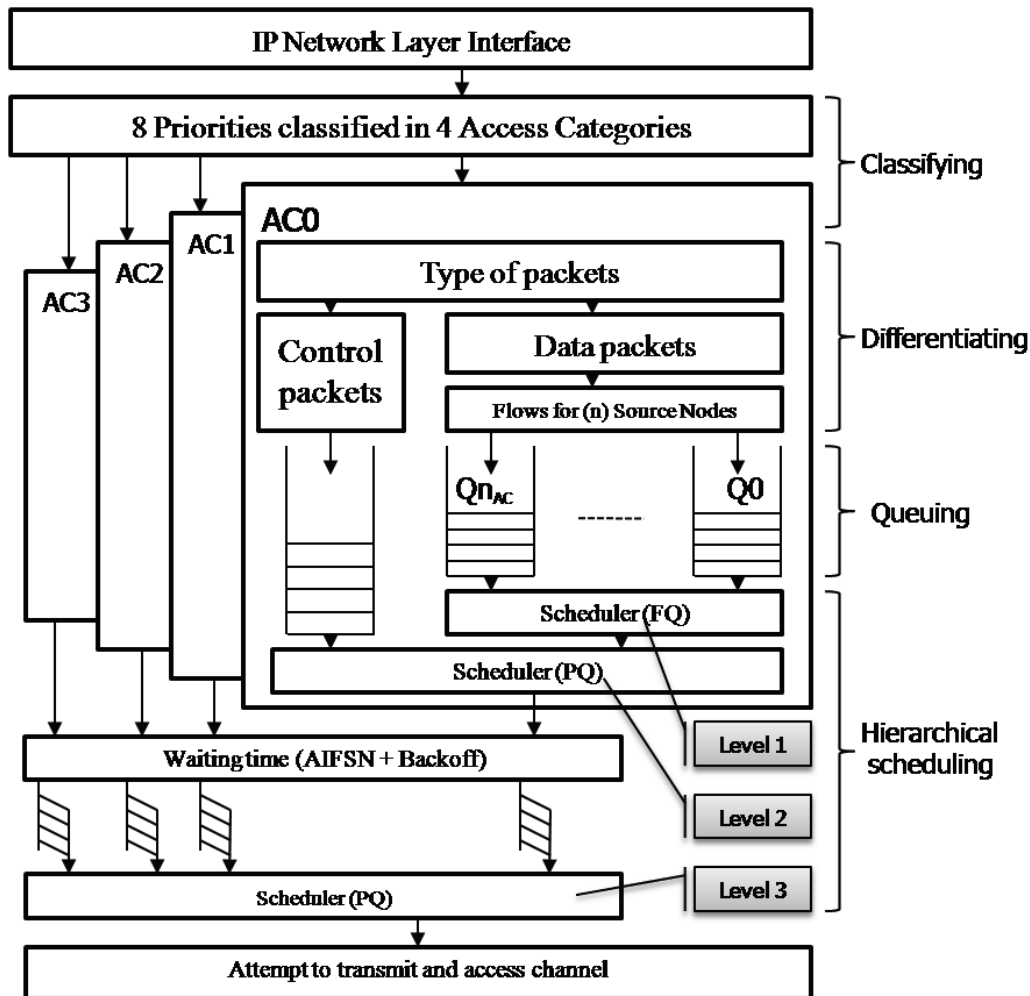 IP Network Layer Interface
8 Priorities classified in 4 Access Categories
Classifying
AC0
AC1
AC2
AC3
Type of packets
Control
packets
Data packets
Flows for (n) Source Nodes
Differentiating
QnAC
Q0
Queuing
Scheduler (FQ)
Scheduler (PQ)
Waiting time (AIFSN + Backoff)
Level 1
Level 2
Level 3
Hierarchical
scheduling
Scheduler (PQ)
Attempt to transmit and access channel